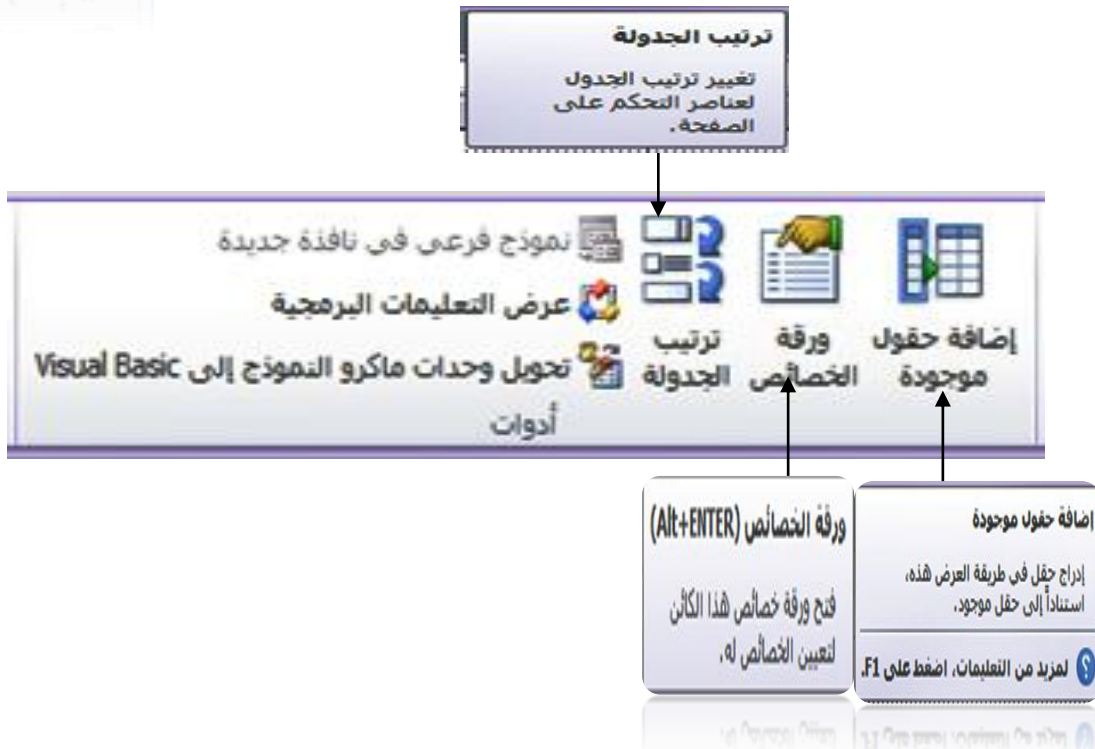 ترتيب الجدولة
تغيير ترتيب الجدول
لعناصر التحكم على
الصفحة.
إضافة حقول
موجودة
ورقة
الخصائص
ترتيب
الجدولة
نموذج فرعي في نافذة جديدة
عرض التعليمات البرمجية
تحويل وحدات ماكرو النموذج إلى Visual Basic
أدوات
إضافة حقول موجودة
إدراج حقل في طريقة العرض هذه،
استناداً إلى حقل موجود.
لمزيد من التعليمات، اضغط على F1.
ورقة الخصائص (Alt+ENTER)
فتح ورقة خصائص هذا الكائن
لتعيين الخصائص له.